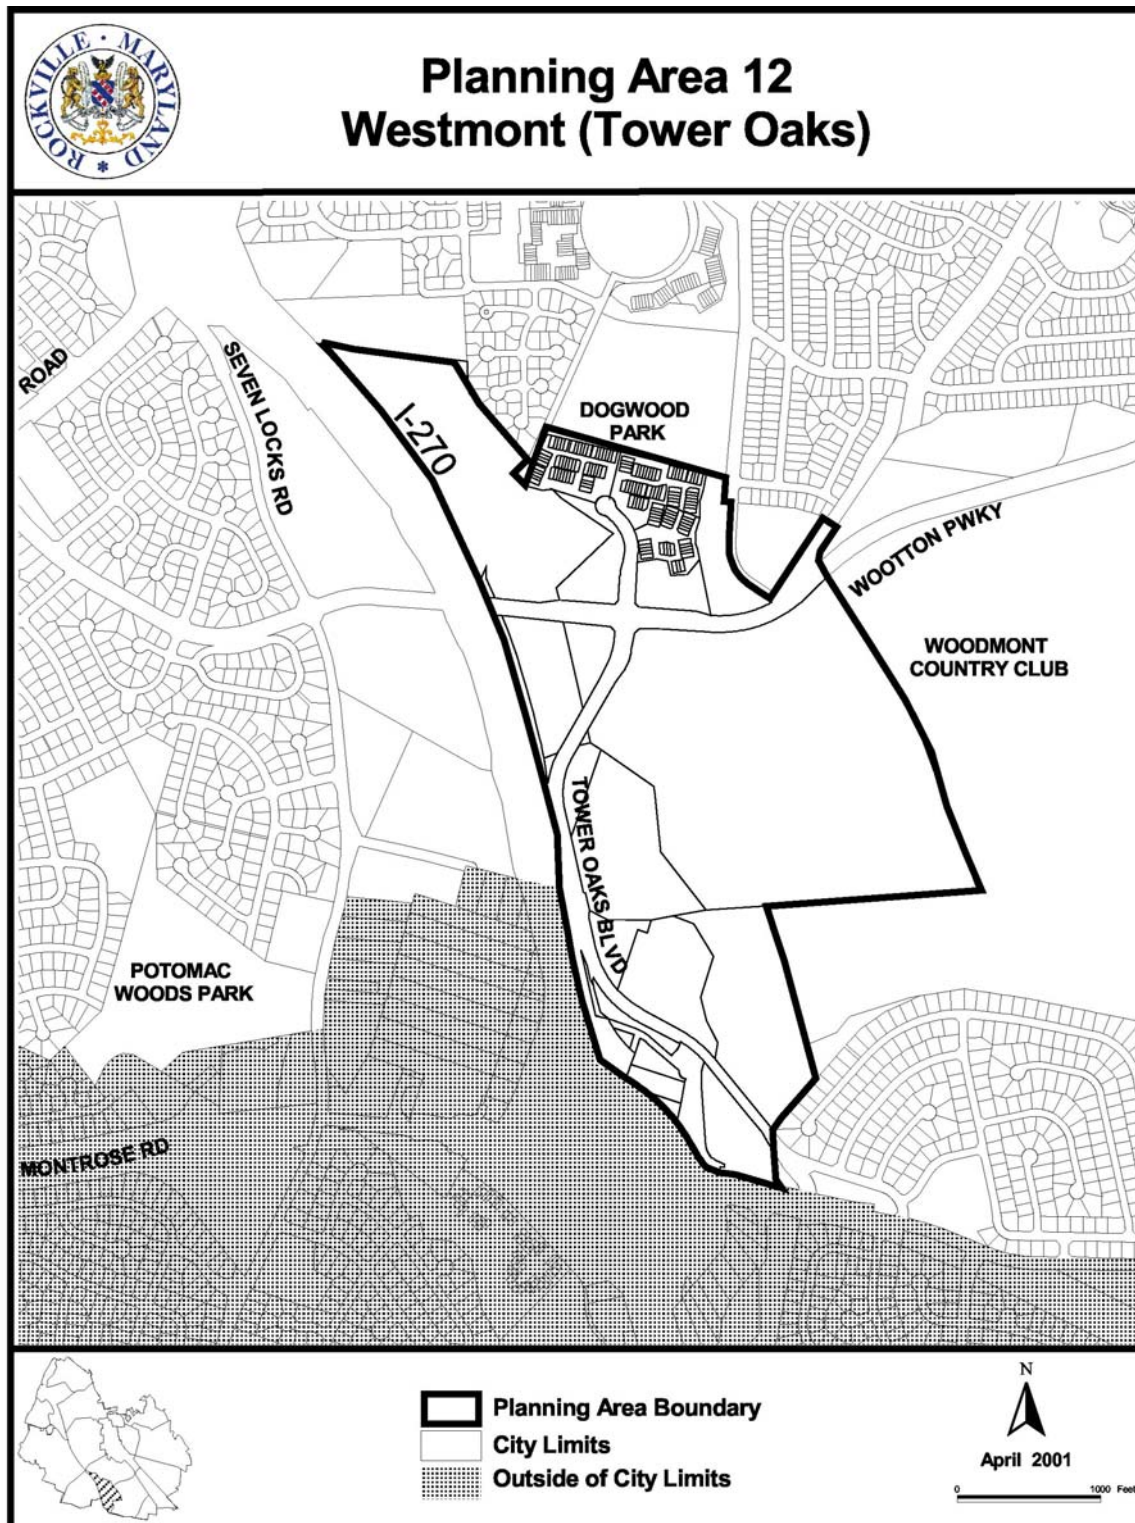 ROCKVILLE · MARYLAND
Planning Area 12
Westmont (Tower Oaks)
ROAD
SEVEN LOCKS RD
I-270
DOGWOOD
PARK
WOOTTON PWKY
WOODMONT
COUNTRY CLUB
TOWER OAKS BLVD
POTOMAC
WOODS PARK
MONTROSE RD
Planning Area Boundary
City Limits
Outside of City Limits
N
April 2001
0 1000 Feet